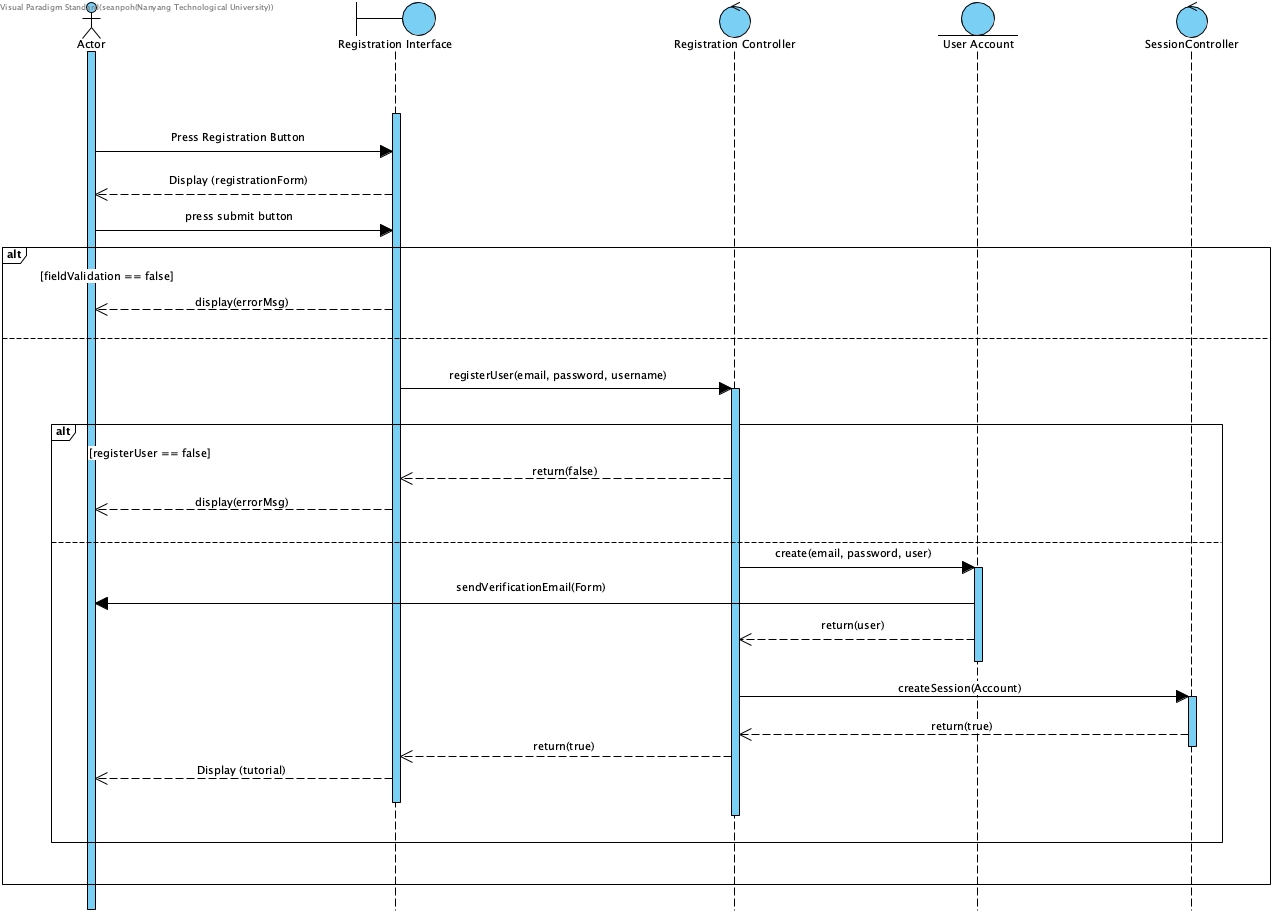 Visual Paradigm Standard(seanpoh(Nanyang Technological University))
Actor
Registration Interface
Registration Controller
User Account
SessionController
Press Registration Button
Display (registrationForm)
press submit button
alt
[fieldValidation == false]
display(errorMsg)
registerUser(email, password, username)
alt
[registerUser == false]
return(false)
display(errorMsg)
create(email, password, user)
sendVerificationEmail(Form)
return(user)
createSession(Account)
return(true)
return(true)
Display (tutorial)